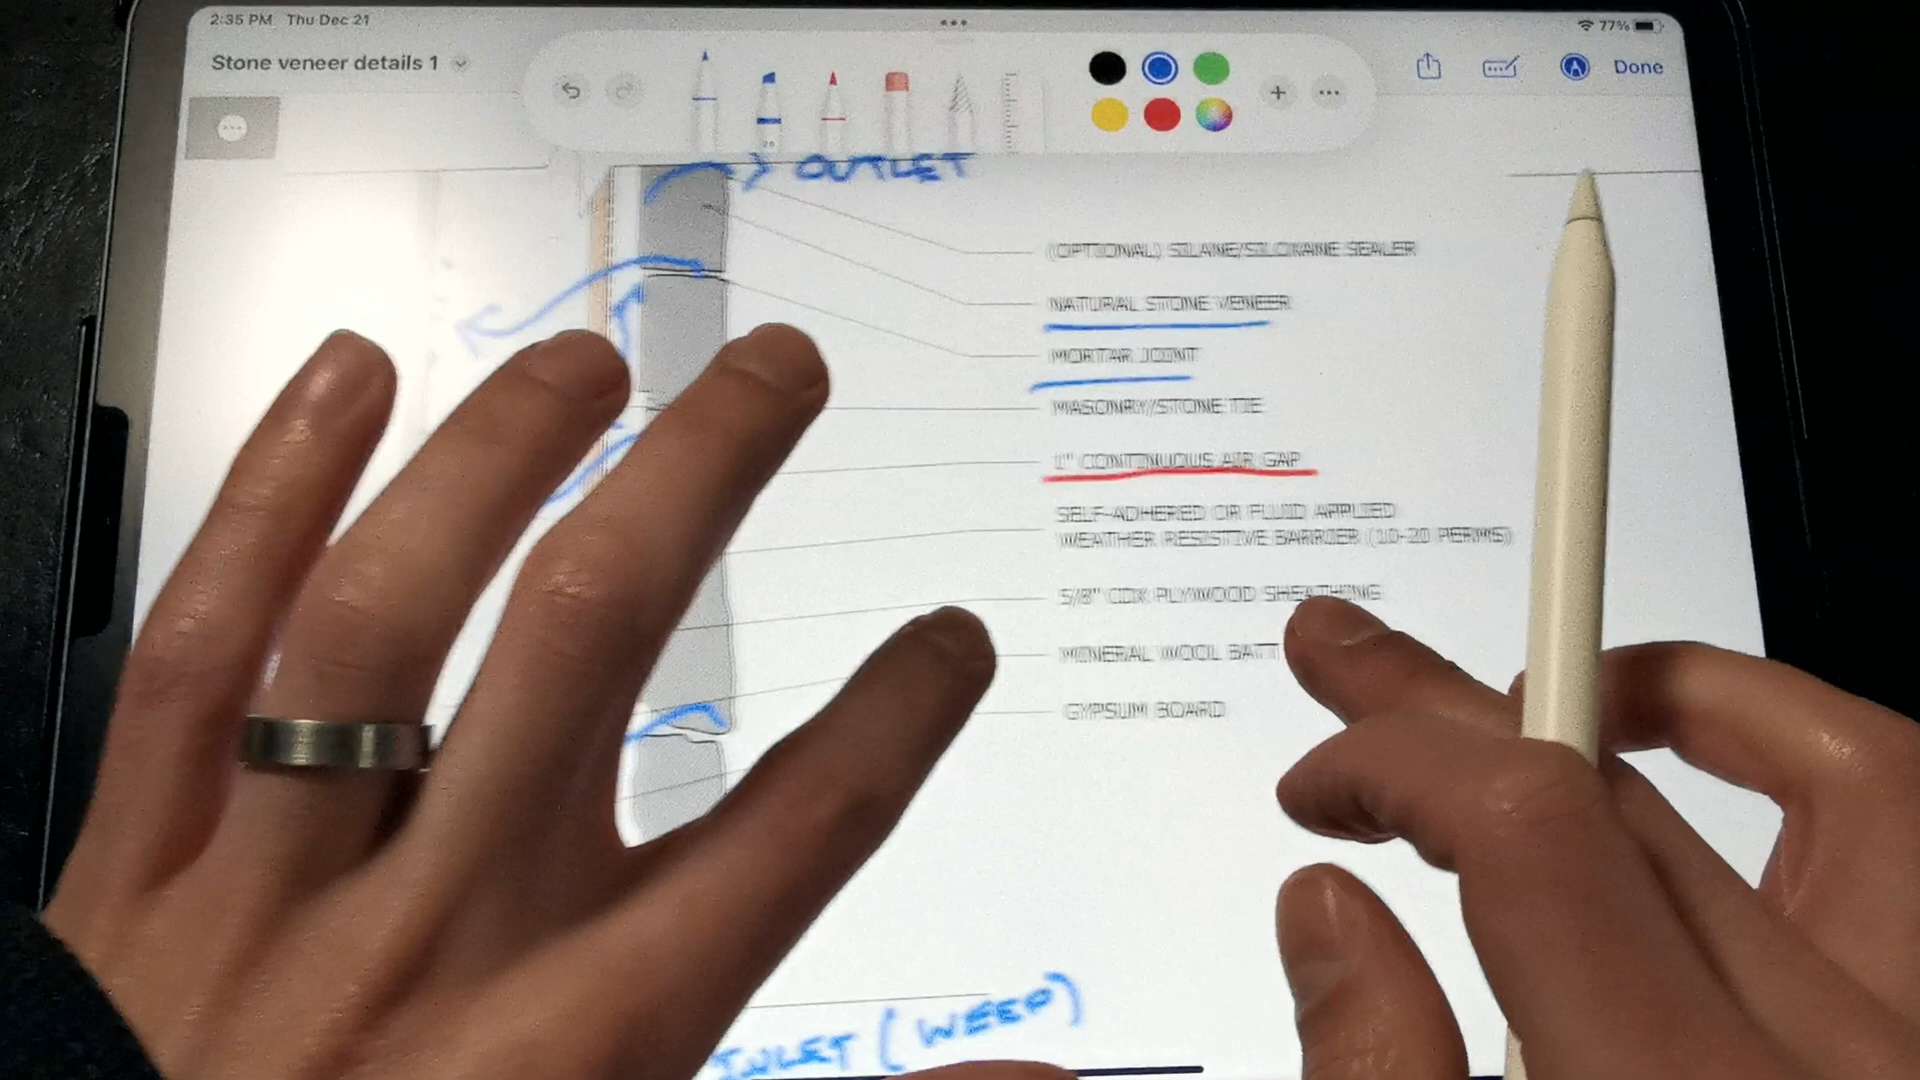 2:35 PM Thu Dec 21
77%
Stone veneer details 1
Done
OUTLET
(OPTIONAL) SILANE/SILOXANE SEALER
NATURAL STONE VENEER
MORTAR JOINT
MASONRY/STONE TIE
1" CONTINUOUS AIR GAP
SELF-ADHERED OR FLUID APPLIED
WEATHER RESISTIVE BARRIER (10-20 PERMS)
5/8" CDX PLYWOOD SHEATHING
MINERAL WOOL BATT
GYPSUM BOARD
INLET (WEEP)